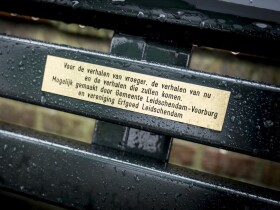 Voor de verhalen van vroeger, de verhalen van nu
en de verhalen die zullen komen.
Mogelijk gemaakt door Gemeente Leidschendam-Voorburg
en vereniging Erfgoed Leidschendam